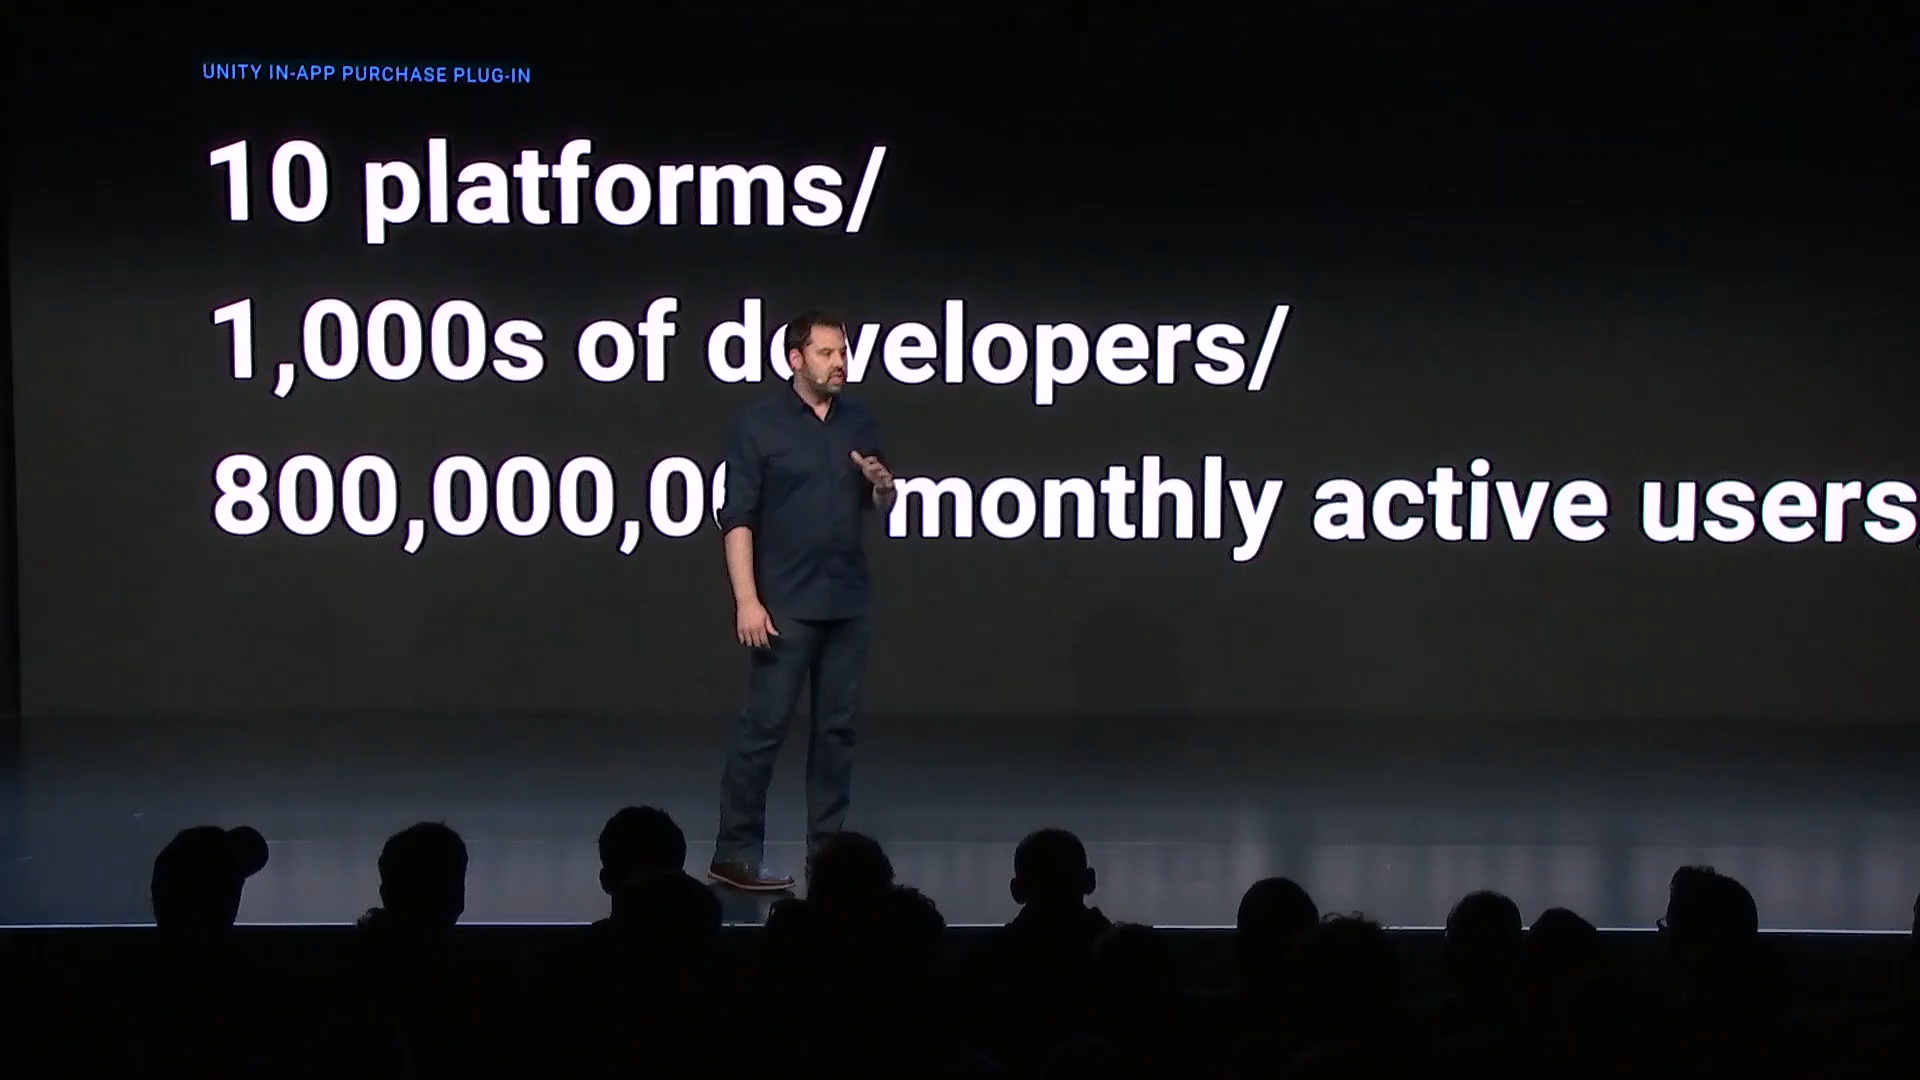 UNITY IN-APP PURCHASE PLUG-IN
10 platforms/
1,000s of developers/
monthly active users